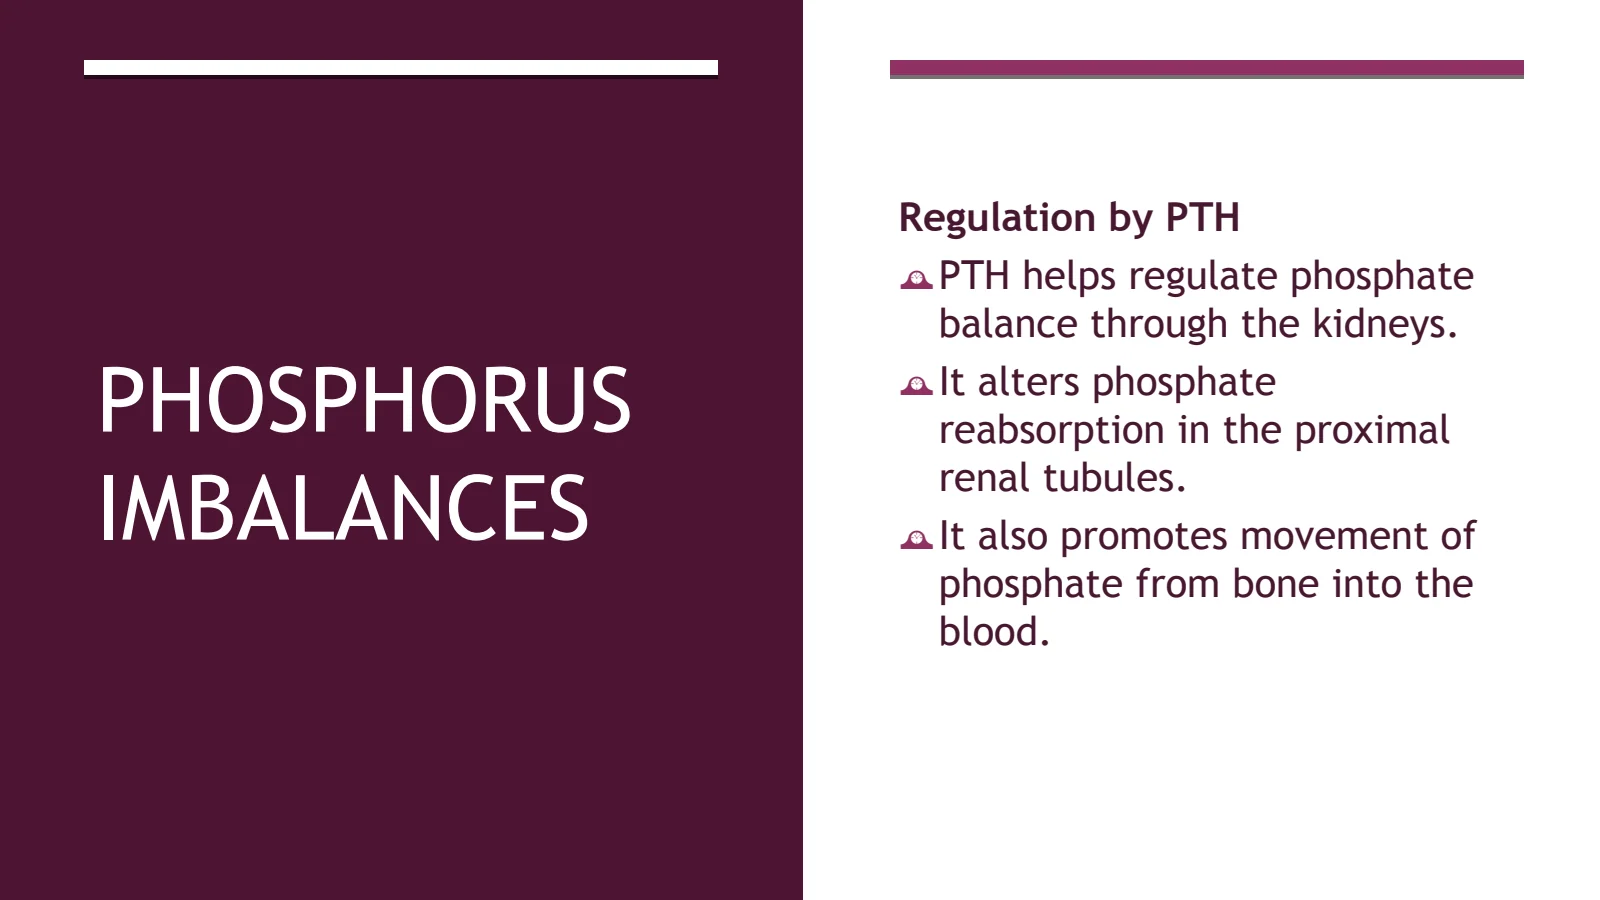 PHOSPHORUS
IMBALANCES
Regulation by PTH
PTH helps regulate phosphate
balance through the kidneys.
It alters phosphate
reabsorption in the proximal
renal tubules.
It also promotes movement of
phosphate from bone into the
blood.